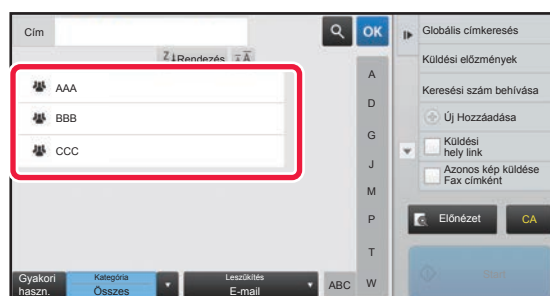 Cím
OK
Rendezés
AAA
BBB
CCC
A
D
G
J
M
P
T
W
ABC
Gyakori
haszn.
Kategória
Összes
Leszűkítés
E-mail
Globális címkeresés
Küldési előzmények
Keresési szám behívása
Új Hozzáadása
Küldési
hely link
Azonos kép küldése
Fax címként
Előnézet
CA
Start